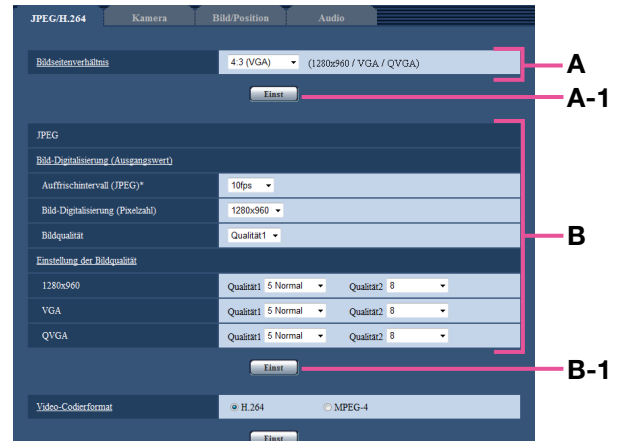 JPEG/H.264 Kamera Bild/Position Audio
Bildseitenverhältnis 4:3 (VGA) (1280x960 / VGA / QVGA) A
Einst A-1
JPEG
Bild-Digitalisierung (Ausgangswert)
Auffrischintervall (JPEG)* 10fps
Bild-Digitalisierung (Pixelzahl) 1280x960
Bildqualität Qualität1 B
Einstellung der Bildqualität
1280x960 Qualität1 5 Normal Qualität2 8
VGA Qualität1 5 Normal Qualität2 8
QVGA Qualität1 5 Normal Qualität2 8
Einst B-1
Video-Codierformat H.264 MPEG-4
Einst